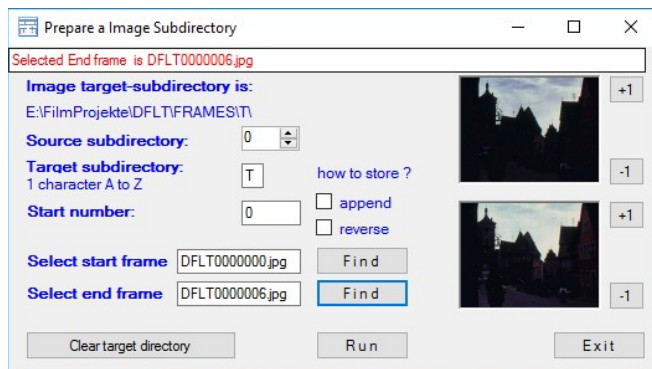 Prepare a Image Subdirectory
Selected End frame is DFLT0000006.jpg
Image target-subdirectory is:
E:\FilmProjekte\DFLT\FRAMES\T\
Source subdirectory: 0
Target subdirectory:
1 character A to Z
T
how to store ?
Start number: 0
append
reverse
Select start frame DFLT0000000.jpg Find
Select end frame DFLT0000006.jpg Find
+1
-1
+1
-1
Clear target directory Run Exit